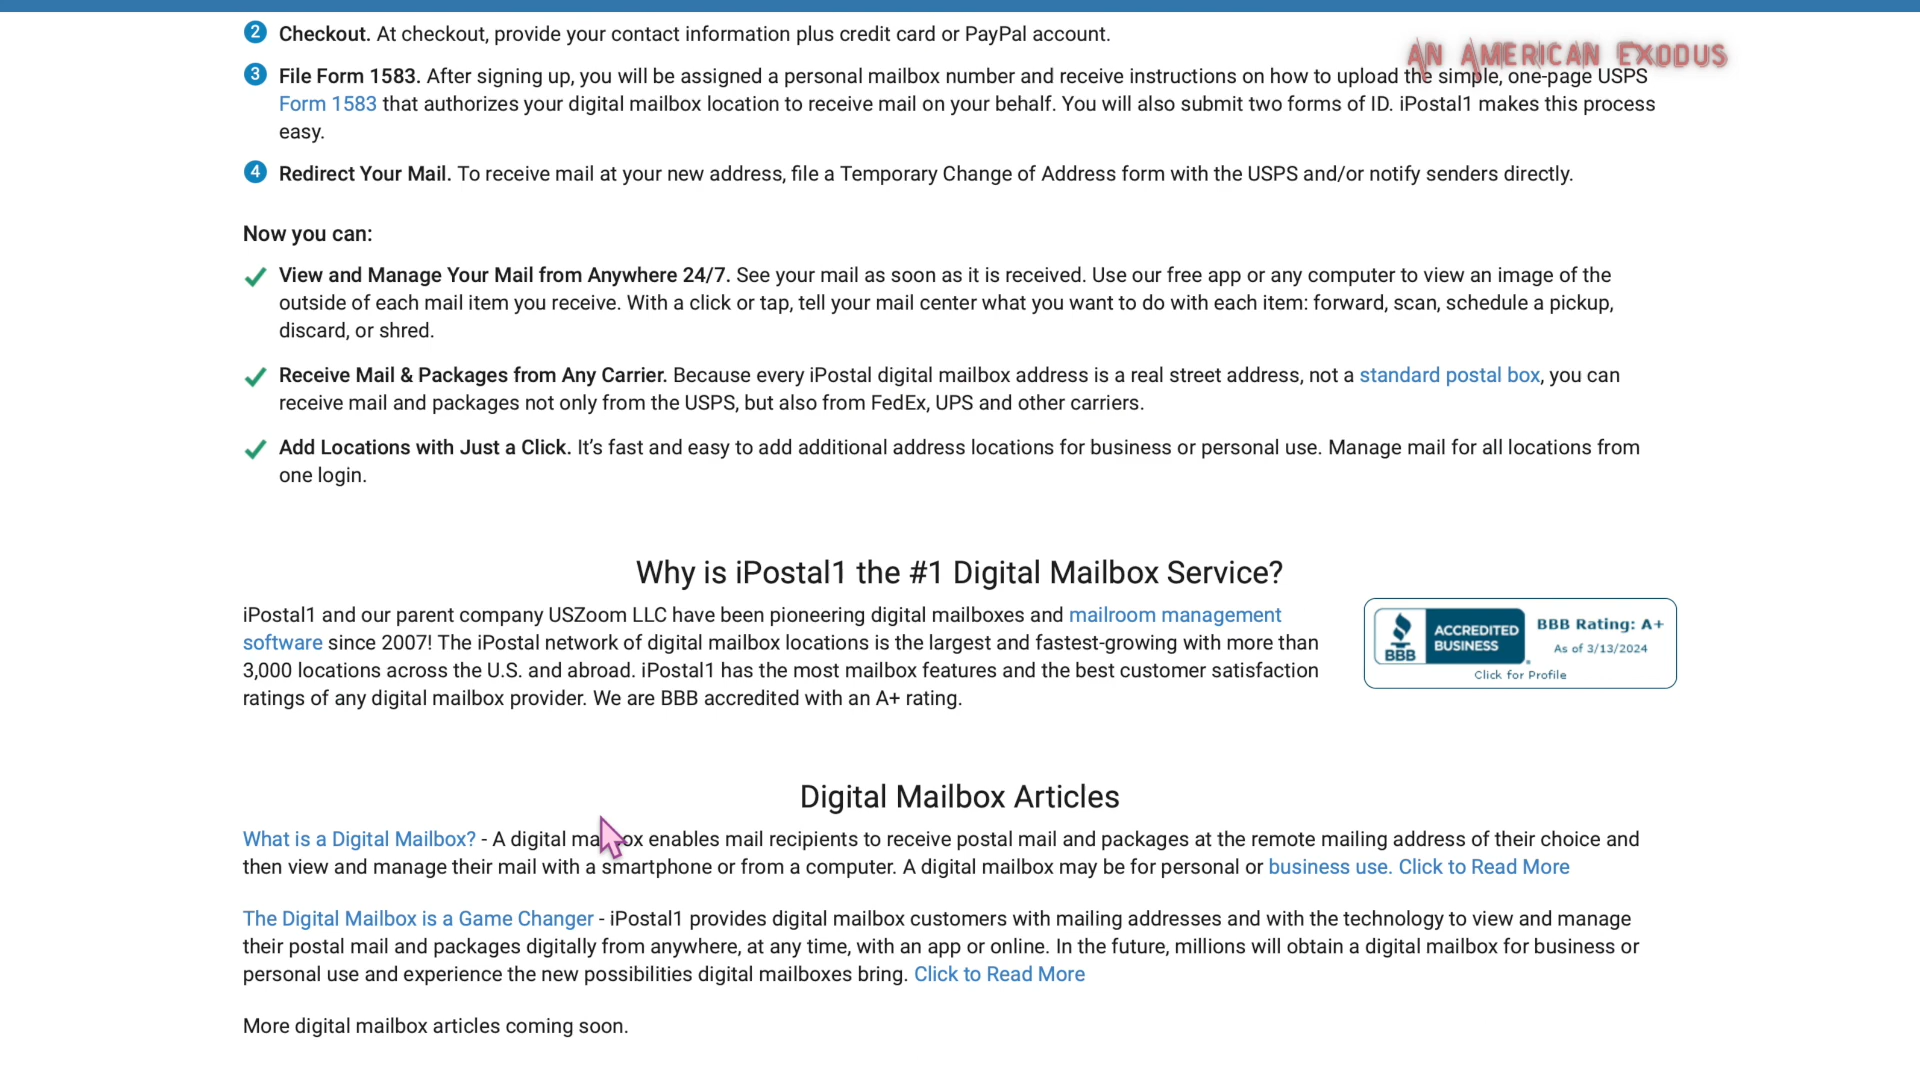 2 Checkout. At checkout, provide your contact information plus credit card or PayPal account.
AN AMERICAN EXODUS
3 File Form 1583. After signing up, you will be assigned a personal mailbox number and receive instructions on how to upload the simple, one-page USPS
Form 1583 that authorizes your digital mailbox location to receive mail on your behalf. You will also submit two forms of ID. iPostal1 makes this process
easy.
4 Redirect Your Mail. To receive mail at your new address, file a Temporary Change of Address form with the USPS and/or notify senders directly.
Now you can:
View and Manage Your Mail from Anywhere 24/7. See your mail as soon as it is received. Use our free app or any computer to view an image of the
outside of each mail item you receive. With a click or tap, tell your mail center what you want to do with each item: forward, scan, schedule a pickup,
discard, or shred.
Receive Mail & Packages from Any Carrier. Because every iPostal digital mailbox address is a real street address, not a standard postal box, you can
receive mail and packages not only from the USPS, but also from FedEx, UPS and other carriers.
Add Locations with Just a Click. It's fast and easy to add additional address locations for business or personal use. Manage mail for all locations from
one login.
Why is iPostal1 the #1 Digital Mailbox Service?
iPostal1 and our parent company USZoom LLC have been pioneering digital mailboxes and mailroom management
software since 2007! The iPostal network of digital mailbox locations is the largest and fastest-growing with more than
3,000 locations across the U.S. and abroad. iPostal1 has the most mailbox features and the best customer satisfaction
ratings of any digital mailbox provider. We are BBB accredited with an A+ rating.
BBB
ACCREDITED
BUSINESS
BBB Rating: A+
As of 3/13/2024
Click for Profile
Digital Mailbox Articles
What is a Digital Mailbox? - A digital mailbox enables mail recipients to receive postal mail and packages at the remote mailing address of their choice and
then view and manage their mail with a smartphone or from a computer. A digital mailbox may be for personal or business use. Click to Read More
The Digital Mailbox is a Game Changer - iPostal1 provides digital mailbox customers with mailing addresses and with the technology to view and manage
their postal mail and packages digitally from anywhere, at any time, with an app or online. In the future, millions will obtain a digital mailbox for business or
personal use and experience the new possibilities digital mailboxes bring. Click to Read More
More digital mailbox articles coming soon.